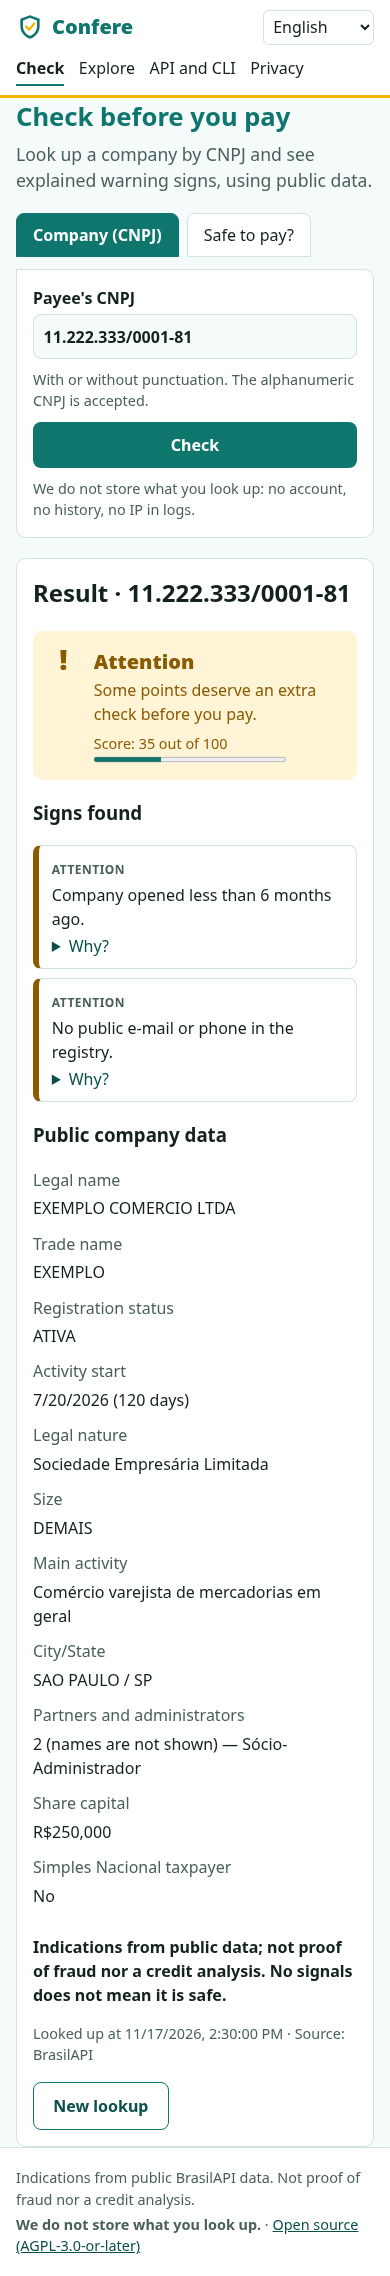 Confere
English
Check Explore API and CLI Privacy
Check before you pay
Look up a company by CNPJ and see
explained warning signs, using public data.
Company (CNPJ)
Safe to pay?
Payee's CNPJ
11.222.333/0001-81
With or without punctuation. The alphanumeric
CNPJ is accepted.
Check
We do not store what you look up: no account,
no history, no IP in logs.
Result · 11.222.333/0001-81
! Attention
Some points deserve an extra
check before you pay.
Score: 35 out of 100
Signs found
ATTENTION
Company opened less than 6 months
ago.
Why?
ATTENTION
No public e-mail or phone in the
registry.
Why?
Public company data
Legal name
EXEMPLO COMERCIO LTDA
Trade name
EXEMPLO
Registration status
ATIVA
Activity start
7/20/2026 (120 days)
Legal nature
Sociedade Empresária Limitada
Size
DEMAIS
Main activity
Comércio varejista de mercadorias em
geral
City/State
SAO PAULO / SP
Partners and administrators
2 (names are not shown) — Sócio-
Administrador
Share capital
R$250,000
Simples Nacional taxpayer
No
Indications from public data; not proof
of fraud nor a credit analysis. No signals
does not mean it is safe.
Looked up at 11/17/2026, 2:30:00 PM · Source:
BrasilAPI
New lookup
Indications from public BrasilAPI data. Not proof of
fraud nor a credit analysis.
We do not store what you look up. · Open source
(AGPL-3.0-or-later)